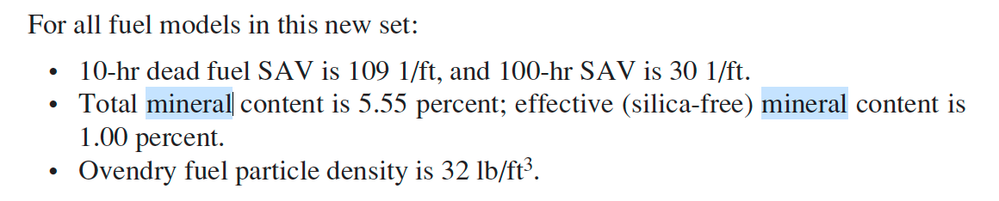 For all fuel models in this new set:
• 10-hr dead fuel SAV is 109 1/ft, and 100-hr SAV is 30 1/ft.
• Total mineral content is 5.55 percent; effective (silica-free) mineral content is
1.00 percent.
• Ovendry fuel particle density is 32 lb/ft³.